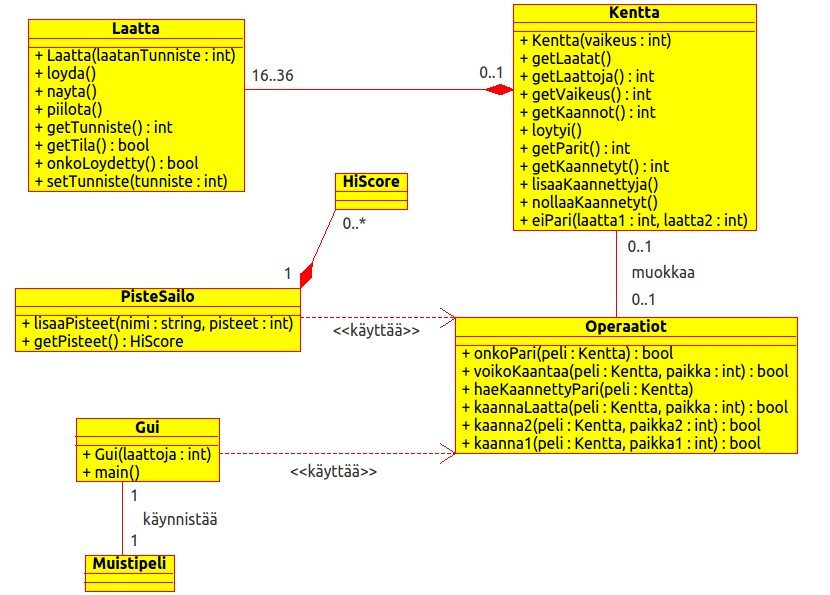 Laatta
+ Laatta(laatanTunniste : int)
+ loyda()
+ nayta()
+ piilota()
+ getTunniste() : int
+ getTila() : bool
+ onkoLoydetty() : bool
+ setTunniste(tunniste : int)
16..36
0..1
Kentta
+ Kentta(vaikeus : int)
+ getLaatat()
+ getLaattoja() : int
+ getVaikeus() : int
+ getKaannot() : int
+ loytyi()
+ getParit() : int
+ getKaannetyt() : int
+ lisaaKaannettyja()
+ nollaaKaannetyt()
+ eiPari(laatta1 : int, laatta2 : int)
HiScore
0..*
1
0..1
muokkaa
0..1
PisteSailo
+ lisaaPisteet(nimi : string, pisteet : int)
+ getPisteet() : HiScore
<<käyttää>>
Operaatiot
+ onkoPari(peli : Kentta) : bool
+ voikoKaantaa(peli : Kentta, paikka : int) : bool
+ haeKaannettyPari(peli : Kentta)
+ kaannaLaatta(peli : Kentta, paikka : int) : bool
+ kaanna2(peli : Kentta, paikka2 : int) : bool
+ kaanna1(peli : Kentta, paikka1 : int) : bool
Gui
+ Gui(laattoja : int)
+ main()
<<käyttää>>
1
käynnistää
1
Muistipeli